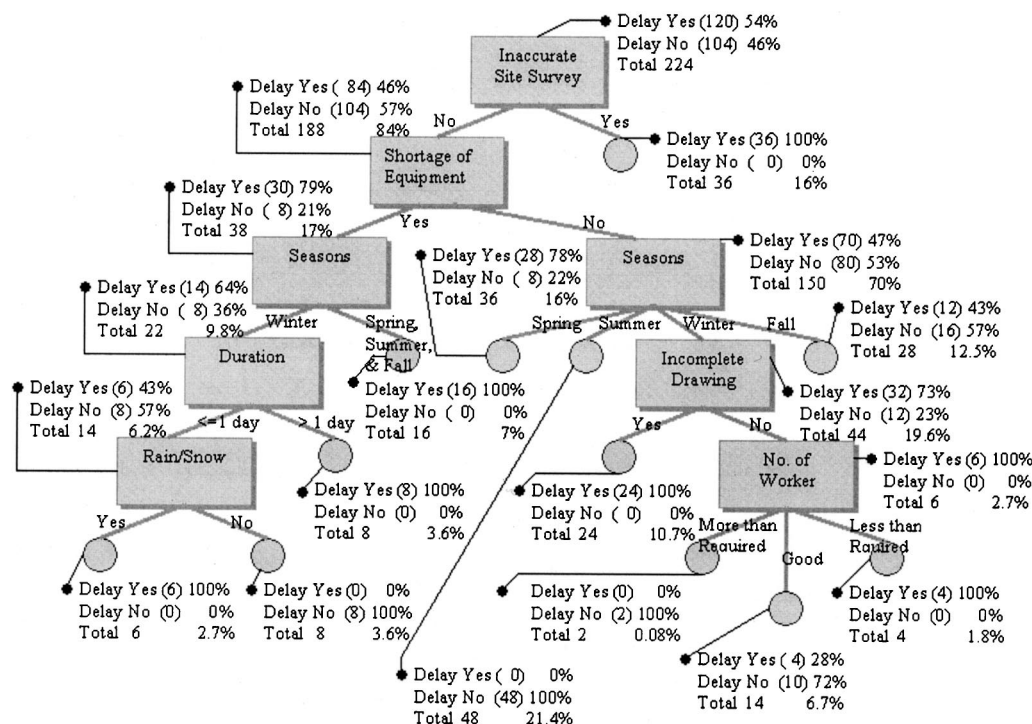 Delay Yes (120) 54%
Delay No (104) 46%
Total 224
Inaccurate
Site Survey
Delay Yes ( 84) 46%
Delay No (104) 57%
Total 188 84%
No
Yes
Delay Yes (36) 100%
Delay No ( 0) 0%
Total 36 16%
Shortage of
Equipment
Delay Yes (30) 79%
Delay No ( 8) 21%
Total 38 17%
Yes
No
Seasons
Delay Yes (28) 78%
Delay No ( 8) 22%
Total 36 16%
Seasons
Delay Yes (70) 47%
Delay No (80) 53%
Total 150 70%
Delay Yes (14) 64%
Delay No ( 8) 36%
Total 22 9.8%
Winter
Spring,
Summer,
& Fall
Spring
Summer
Winter
Fall
Delay Yes (12) 43%
Delay No (16) 57%
Total 28 12.5%
Duration
Delay Yes (16) 100%
Delay No ( 0) 0%
Total 16 7%
Incomplete
Drawing
Delay Yes (32) 73%
Delay No (12) 23%
Total 44 19.6%
Delay Yes (6) 43%
Delay No (8) 57%
Total 14 6.2%
<=1 day
> 1 day
Yes
No
Rain/Snow
Delay Yes (8) 100%
Delay No (0) 0%
Total 8 3.6%
Delay Yes (24) 100%
Delay No ( 0) 0%
Total 24 10.7%
No. of
Worker
Delay Yes (6) 100%
Delay No (0) 0%
Total 6 2.7%
Yes
No
More than
Required
Good
Less than
Rquired
Delay Yes (6) 100%
Delay No (0) 0%
Total 6 2.7%
Delay Yes (0) 0%
Delay No (8) 100%
Total 8 3.6%
Delay Yes (0) 0%
Delay No (2) 100%
Total 2 0.08%
Delay Yes (4) 100%
Delay No (0) 0%
Total 4 1.8%
Delay Yes ( 0) 0%
Delay No (48) 100%
Total 48 21.4%
Delay Yes ( 4) 28%
Delay No (10) 72%
Total 14 6.7%